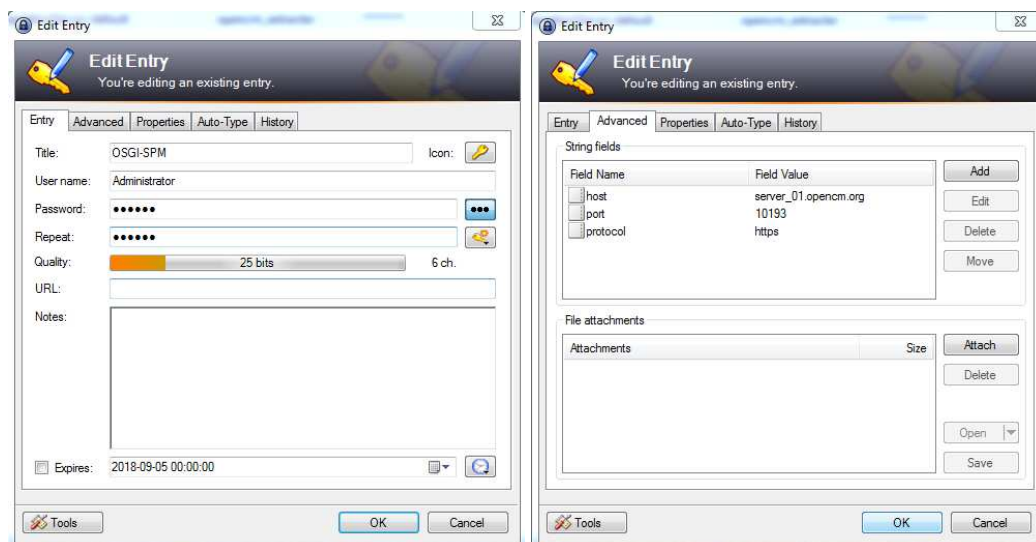 Edit Entry
Edit Entry
You're editing an existing entry.
Entry Advanced Properties Auto-Type History
Title: OSGI-SPM Icon:
User name: Administrator
Password: ●●●●●● ●●●
Repeat: ●●●●●●
Quality: 25 bits 6 ch.
URL:
Notes:
Expires: 2018-09-05 00:00:00
Tools OK Cancel
Edit Entry
Edit Entry
You're editing an existing entry.
Entry Advanced Properties Auto-Type History
String fields
Field Name Field Value
host server_01.opencm.org
port 10193
protocol https
Add
Edit
Delete
Move
File attachments
Attachments Size
Attach
Delete
Open
Save
Tools OK Cancel